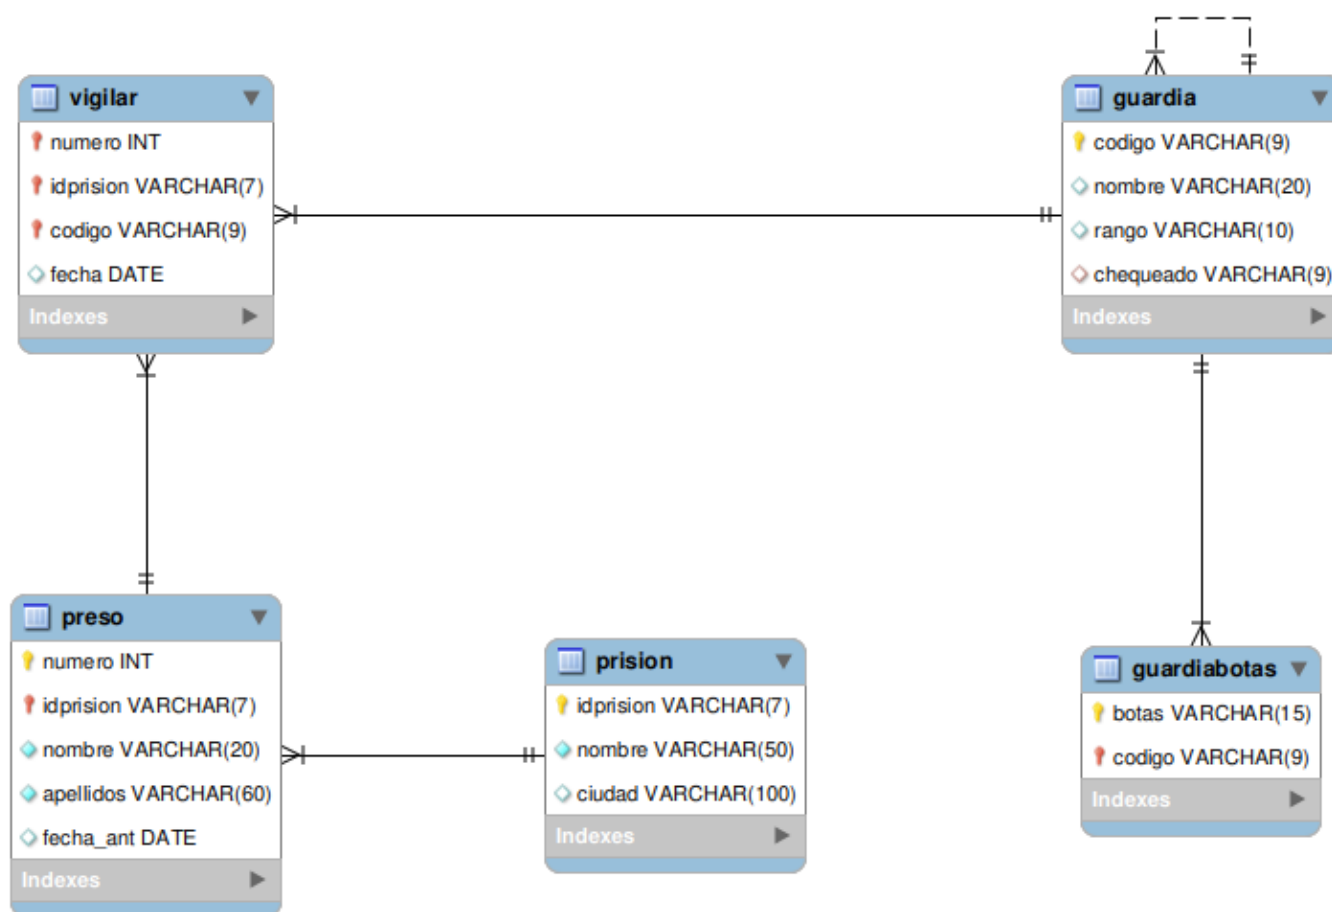 vigilar
numero INT
idprision VARCHAR(7)
codigo VARCHAR(9)
fecha DATE
Indexes
guardia
codigo VARCHAR(9)
nombre VARCHAR(20)
rango VARCHAR(10)
chequeado VARCHAR(9)
Indexes
preso
numero INT
idprision VARCHAR(7)
nombre VARCHAR(20)
apellidos VARCHAR(60)
fecha_ant DATE
Indexes
prision
idprision VARCHAR(7)
nombre VARCHAR(50)
ciudad VARCHAR(100)
Indexes
guardiabotas
botas VARCHAR(15)
codigo VARCHAR(9)
Indexes